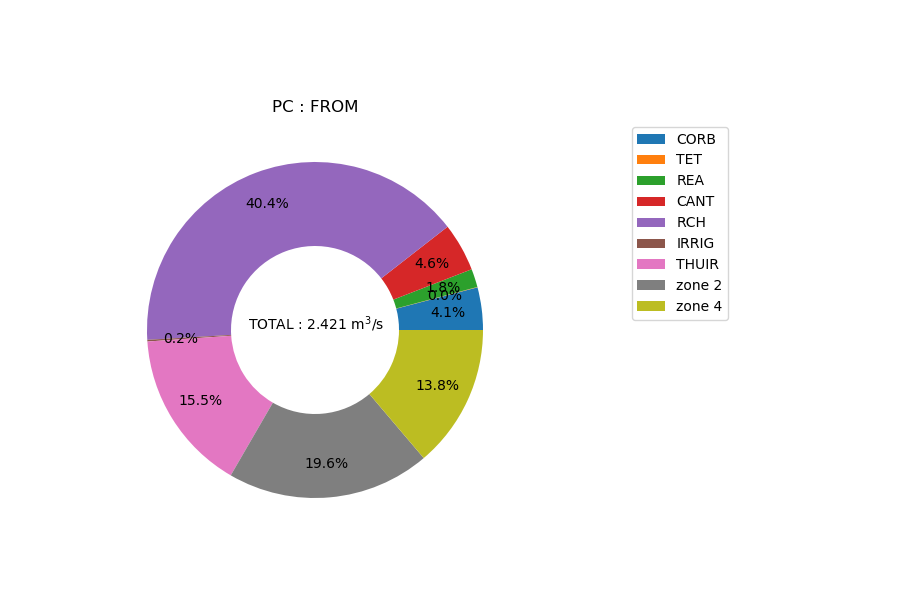 PC : FROM
CORB
TET
REA
CANT
RCH
IRRIG
THUIR
zone 2
zone 4
40.4%
4.6%
1.8%
0.0%
4.1%
TOTAL : 2.421 m³/s
0.2%
13.8%
15.5%
19.6%